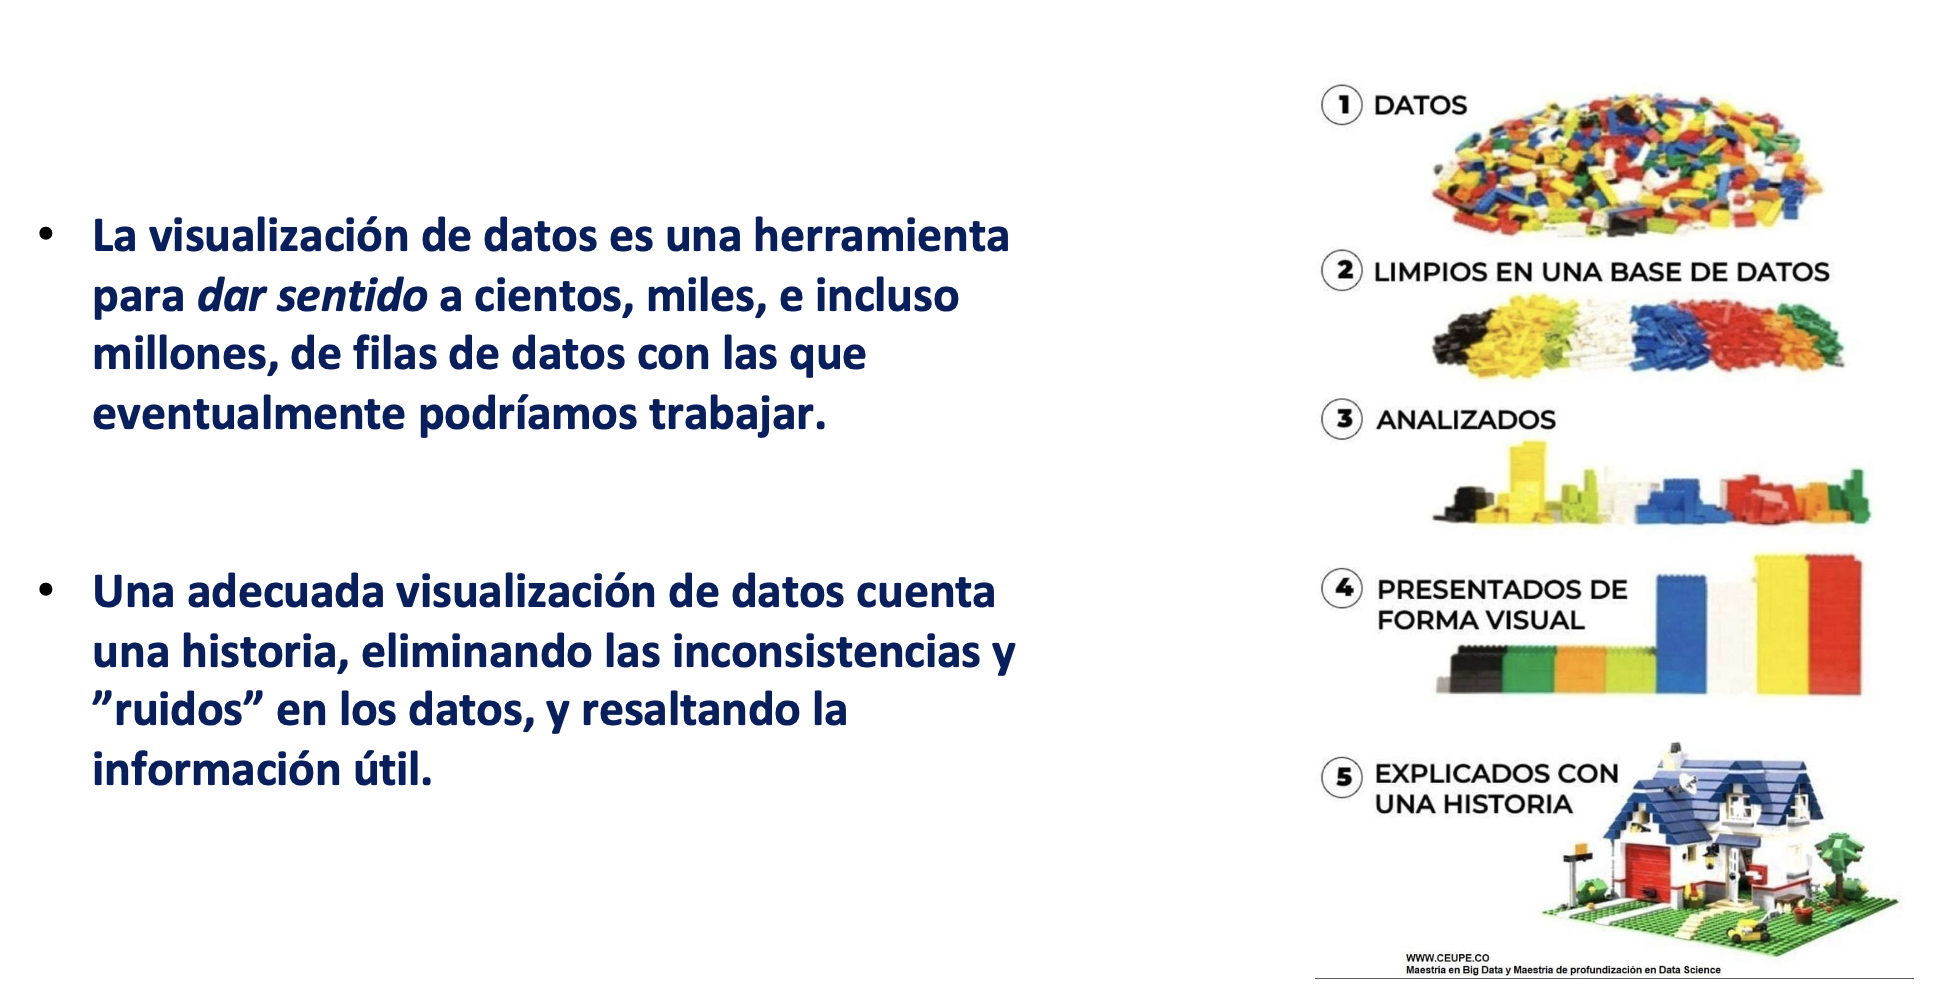 • La visualización de datos es una herramienta
para dar sentido a cientos, miles, e incluso
millones, de filas de datos con las que
eventualmente podríamos trabajar.
• Una adecuada visualización de datos cuenta
una historia, eliminando las inconsistencias y
”ruidos” en los datos, y resaltando la
información útil.
1 DATOS
2 LIMPIOS EN UNA BASE DE DATOS
3 ANALIZADOS
4 PRESENTADOS DE
FORMA VISUAL
5 EXPLICADOS CON
UNA HISTORIA
WWW.CEUPE.CO
Maestria en Big Data y Maestria de profundización en Data Science